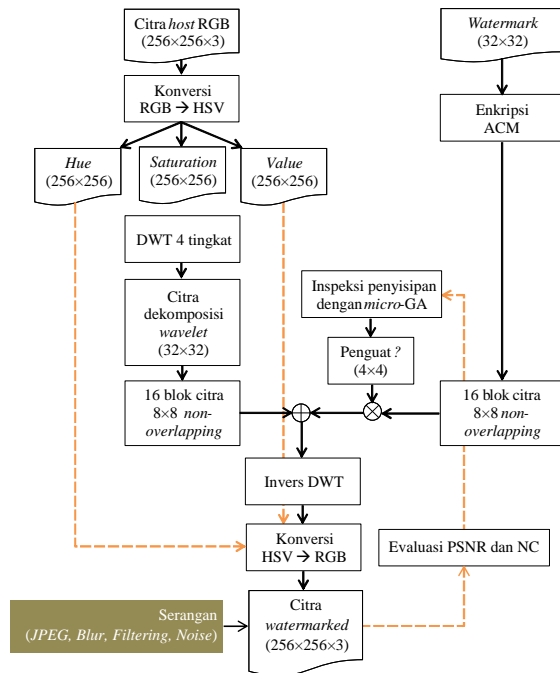 Citra host RGB
(256×256×3)
Watermark
(32×32)
Konversi
RGB → HSV
Enkripsi
ACM
Hue
(256×256)
Saturation
(256×256)
Value
(256×256)
DWT 4 tingkat
Inspeksi penyisipan
dengan micro-GA
Citra
dekomposisi
wavelet
(32×32)
Penguat ?
(4×4)
16 blok citra
8×8 non-
overlapping
16 blok citra
8×8 non-
overlapping
Invers DWT
Konversi
HSV → RGB
Evaluasi PSNR dan NC
Serangan
(JPEG, Blur, Filtering, Noise)
Citra
watermarked
(256×256×3)